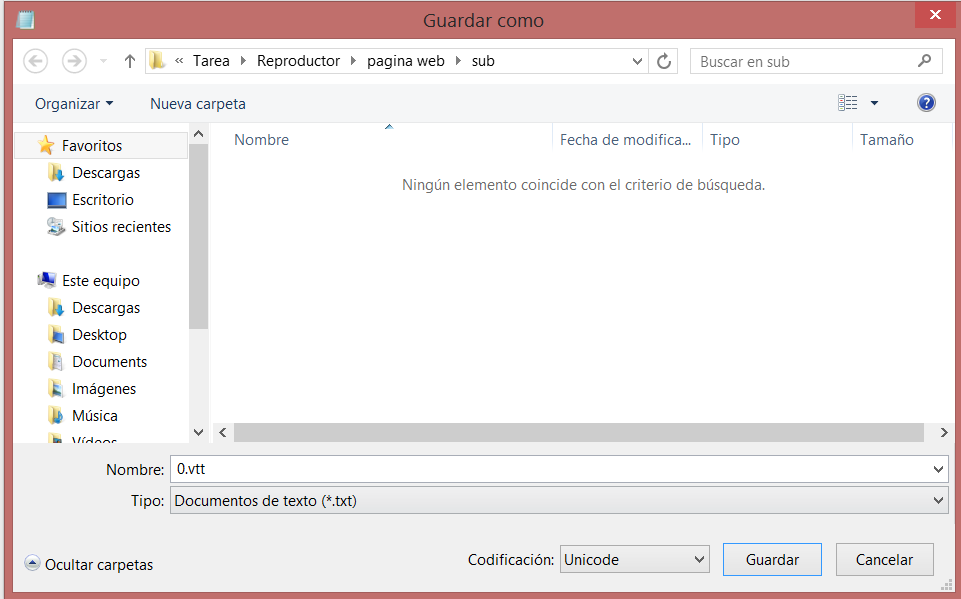 Guardar como
« Tarea Reproductor pagina web sub
Buscar en sub
Organizar Nueva carpeta
Nombre Fecha de modifica... Tipo Tamaño
Ningún elemento coincide con el criterio de búsqueda.
Favoritos
Descargas
Escritorio
Sitios recientes
Este equipo
Descargas
Desktop
Documents
Imágenes
Música
Vídeos
Nombre: 0.vtt
Tipo: Documentos de texto (*.txt)
Ocultar carpetas
Codificación: Unicode Guardar Cancelar